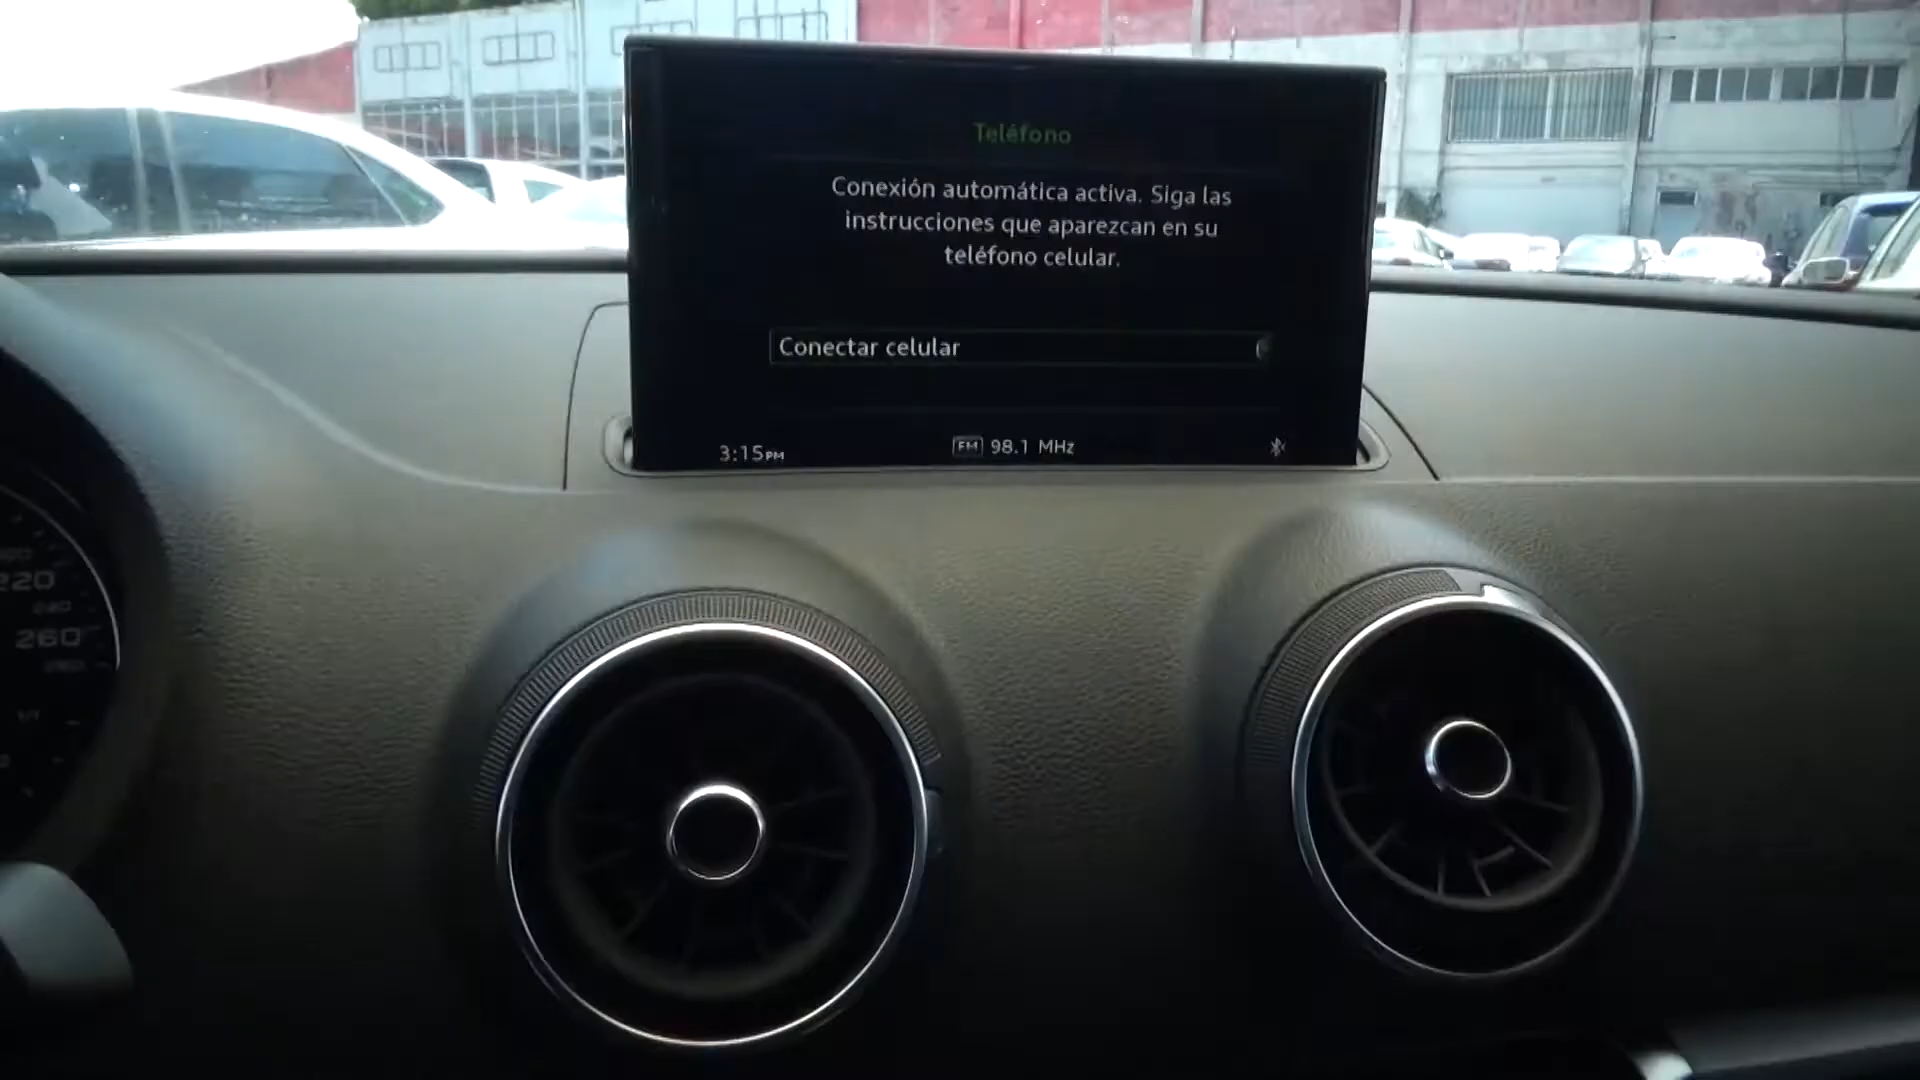 Teléfono
Conexión automática activa. Siga las
instrucciones que aparezcan en su
teléfono celular.
Conectar celular
3:15PM
FM 98.1 MHz
220
240
260